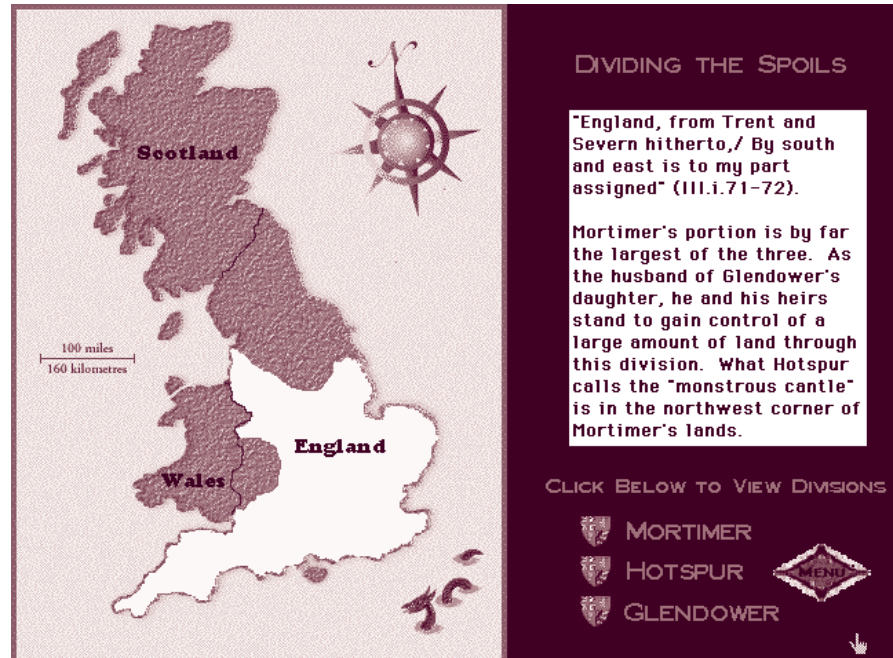 N
Scotland
100 miles
160 kilometres
England
Wales
Dividing the Spoils
"England, from Trent and
Severn hitherto,/ By south
and east is to my part
assigned" (III.i.71-72).
Mortimer's portion is by far
the largest of the three. As
the husband of Glendower's
daughter, he and his heirs
stand to gain control of a
large amount of land through
this division. What Hotspur
calls the "monstrous cantle"
is in the northwest corner of
Mortimer's lands.
Click Below to View Divisions
Mortimer
Hotspur
Menu
Glendower